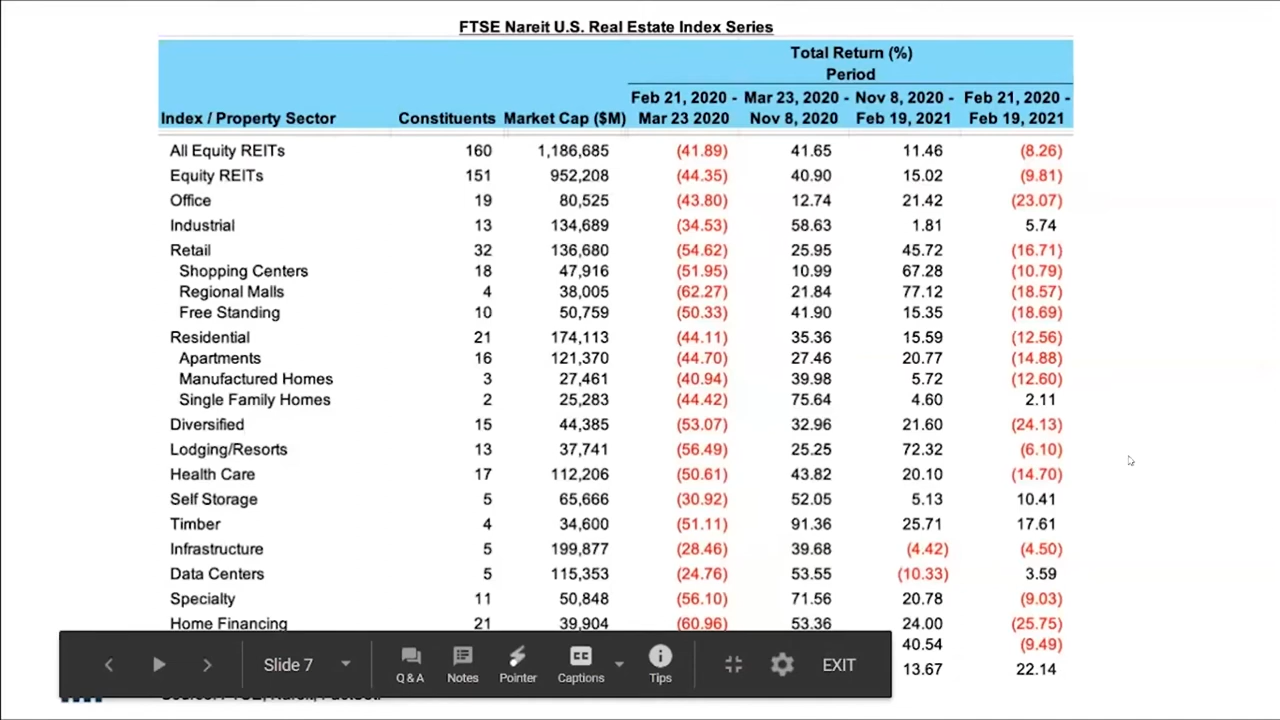 FTSE Nareit U.S. Real Estate Index Series
Total Return (%)
Period
Feb 21, 2020 - Mar 23, 2020 - Nov 8, 2020 - Feb 21, 2020 -
Index / Property Sector Constituents Market Cap ($M) Mar 23 2020 Nov 8, 2020 Feb 19, 2021 Feb 19, 2021
All Equity REITs 160 1,186,685 (41.89) 41.65 11.46 (8.26)
Equity REITs 151 952,208 (44.35) 40.90 15.02 (9.81)
Office 19 80,525 (43.80) 12.74 21.42 (23.07)
Industrial 13 134,689 (34.53) 58.63 1.81 5.74
Retail 32 136,680 (54.62) 25.95 45.72 (16.71)
Shopping Centers 18 47,916 (51.95) 10.99 67.28 (10.79)
Regional Malls 4 38,005 (62.27) 21.84 77.12 (18.57)
Free Standing 10 50,759 (50.33) 41.90 15.35 (18.69)
Residential 21 174,113 (44.11) 35.36 15.59 (12.56)
Apartments 16 121,370 (44.70) 27.46 20.77 (14.88)
Manufactured Homes 3 27,461 (40.94) 39.98 5.72 (12.60)
Single Family Homes 2 25,283 (44.42) 75.64 4.60 2.11
Diversified 15 44,385 (53.07) 32.96 21.60 (24.13)
Lodging/Resorts 13 37,741 (56.49) 25.25 72.32 (6.10)
Health Care 17 112,206 (50.61) 43.82 20.10 (14.70)
Self Storage 5 65,666 (30.92) 52.05 5.13 10.41
Timber 4 34,600 (51.11) 91.36 25.71 17.61
Infrastructure 5 199,877 (28.46) 39.68 (4.42) (4.50)
Data Centers 5 115,353 (24.76) 53.55 (10.33) 3.59
Specialty 11 50,848 (56.10) 71.56 20.78 (9.03)
Home Financing 21 39,904 (60.96) 53.36 24.00 (25.75)
40.54 (9.49)
13.67 22.14
Slide 7 Q & A Notes Pointer Captions Tips EXIT